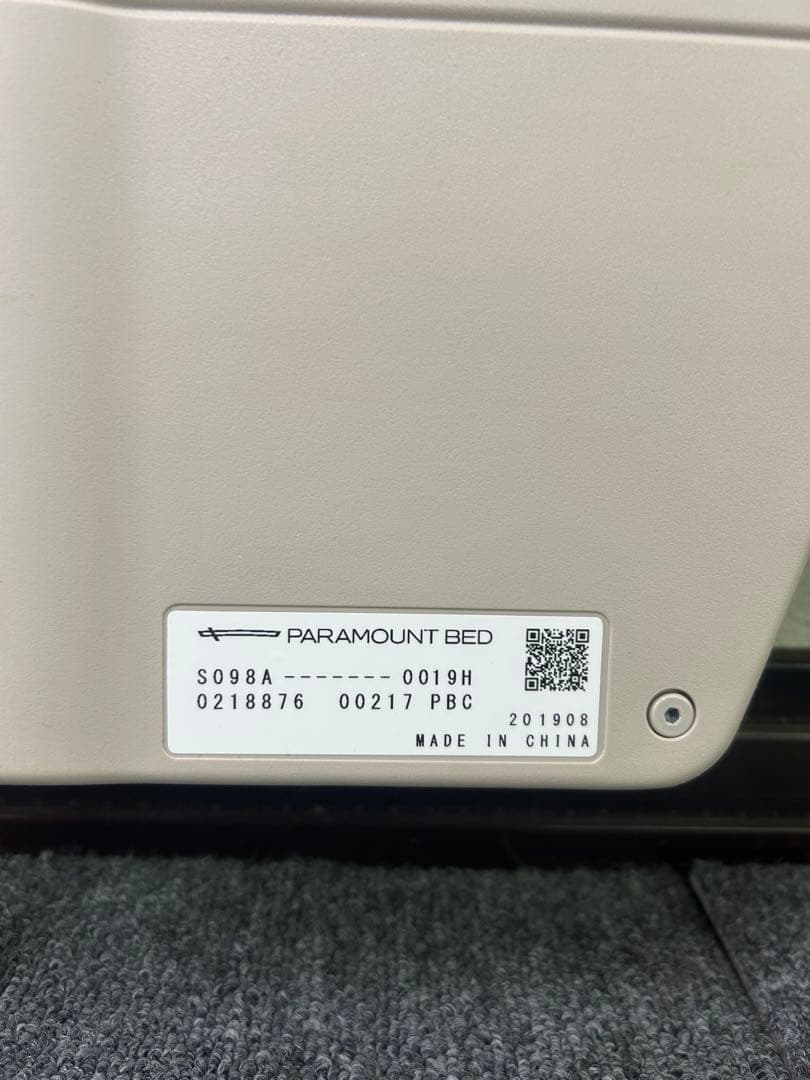 PARAMOUNT BED
S098A-------0019H
0218876 00217 PBC
201908
MADE IN CHINA